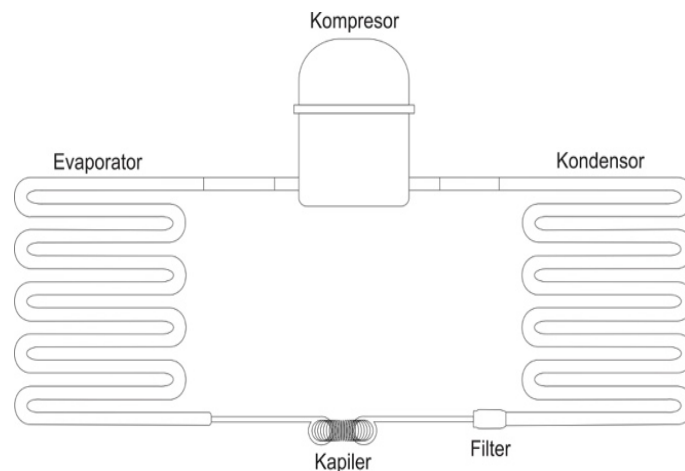 Kompresor
Evaporator
Kondensor
Filter
Kapiler